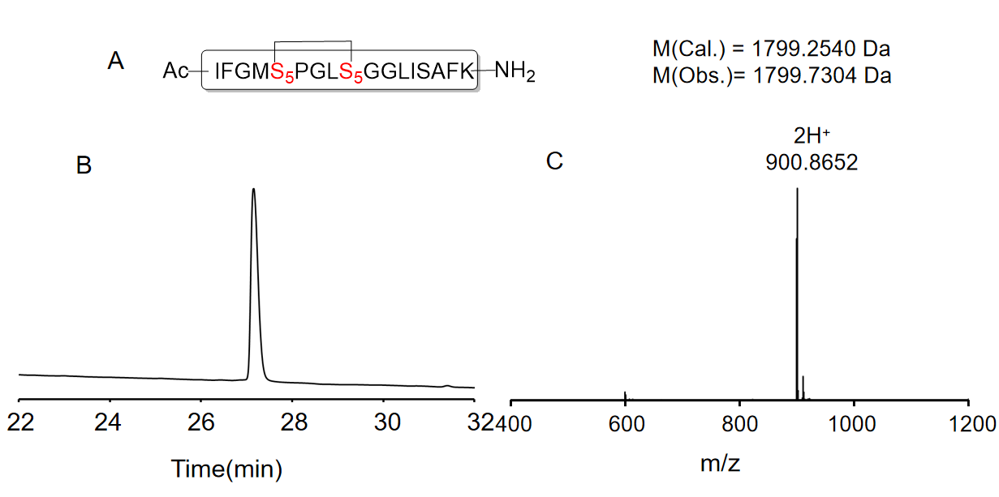 A
Ac IFGMS5PGLS5GGLISAFK NH2
M(Cal.) = 1799.2540 Da
M(Obs.)= 1799.7304 Da
B
C
2H+
900.8652
22 24 26 28 30 32
400 600 800 1000 1200
Time(min)
m/z